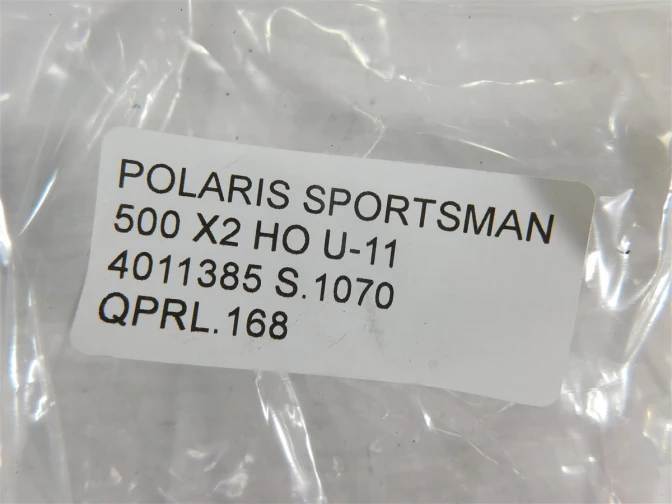 POLARIS SPORTSMAN
500 X2 HO U-11
4011385 S.1070
QPRL.168